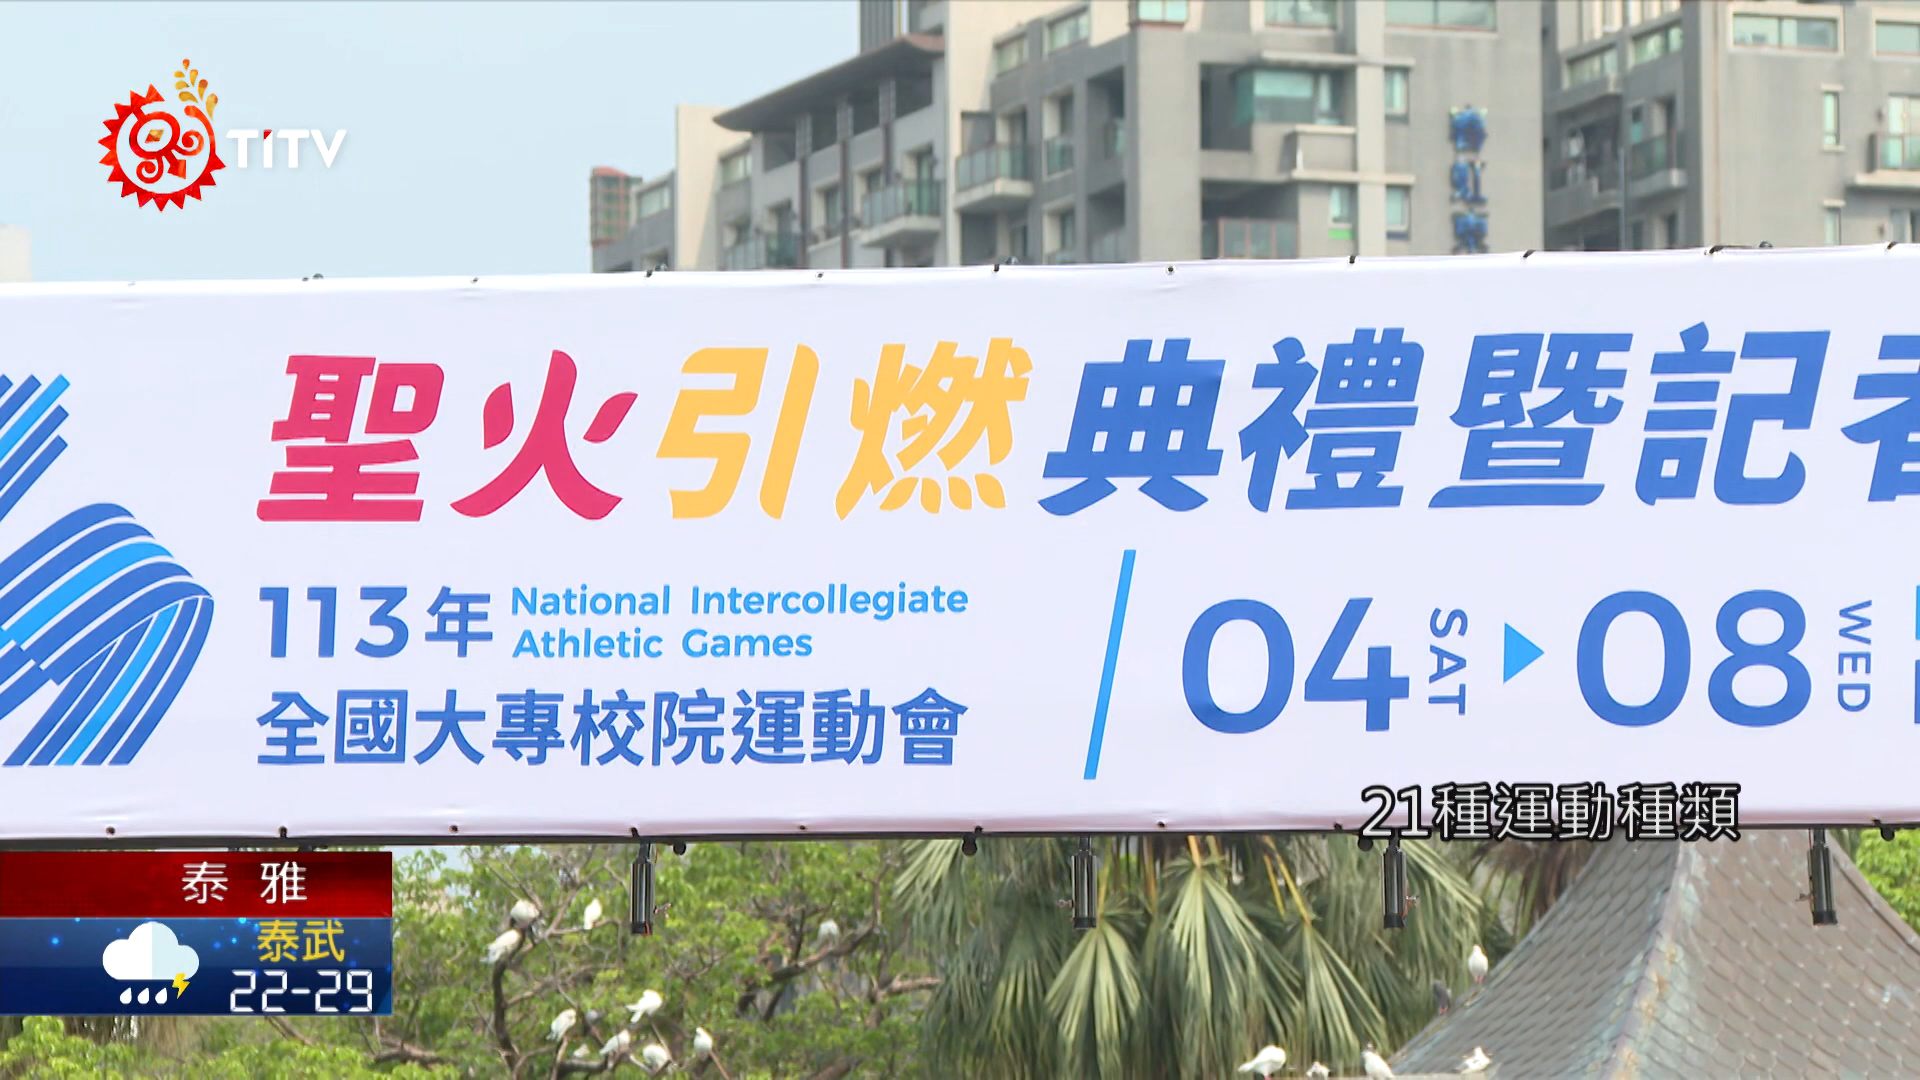 TiTV
聖火引燃典禮暨記者
113年 National Intercollegiate
Athletic Games
全國大專校院運動會
04 SAT 08 WED
21種運動種類
泰雅
泰武
22-29